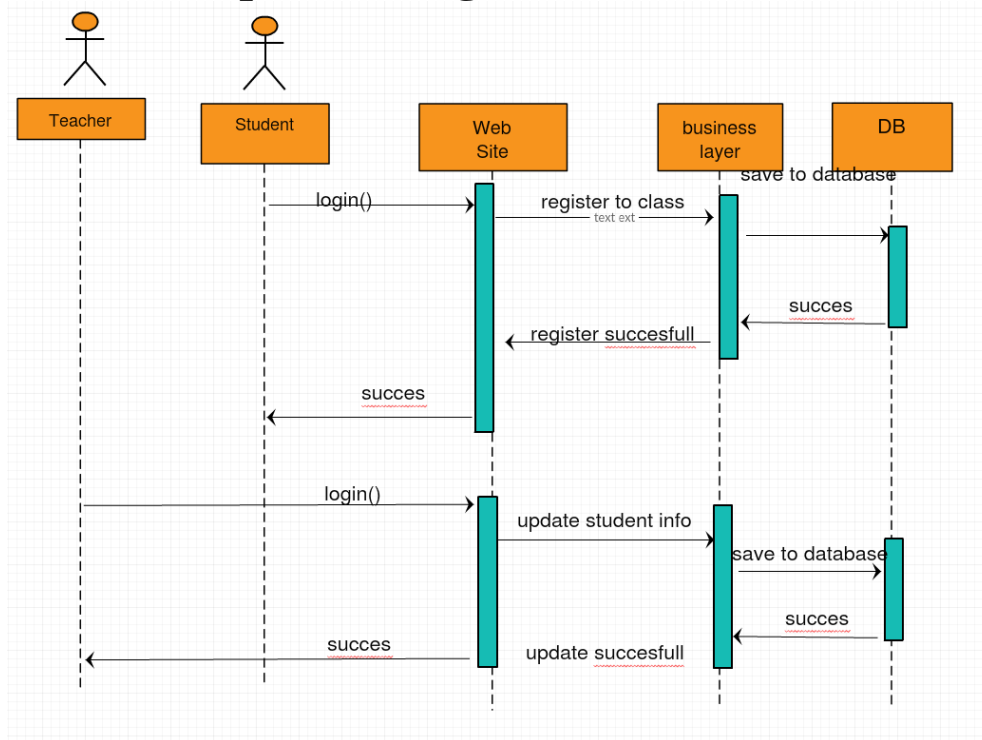 Teacher
Student
Web
Site
business
layer
DB
save to database
login()
register to class
text ext
succes
register succesfull
succes
login()
update student info
save to database
succes
succes
update succesfull